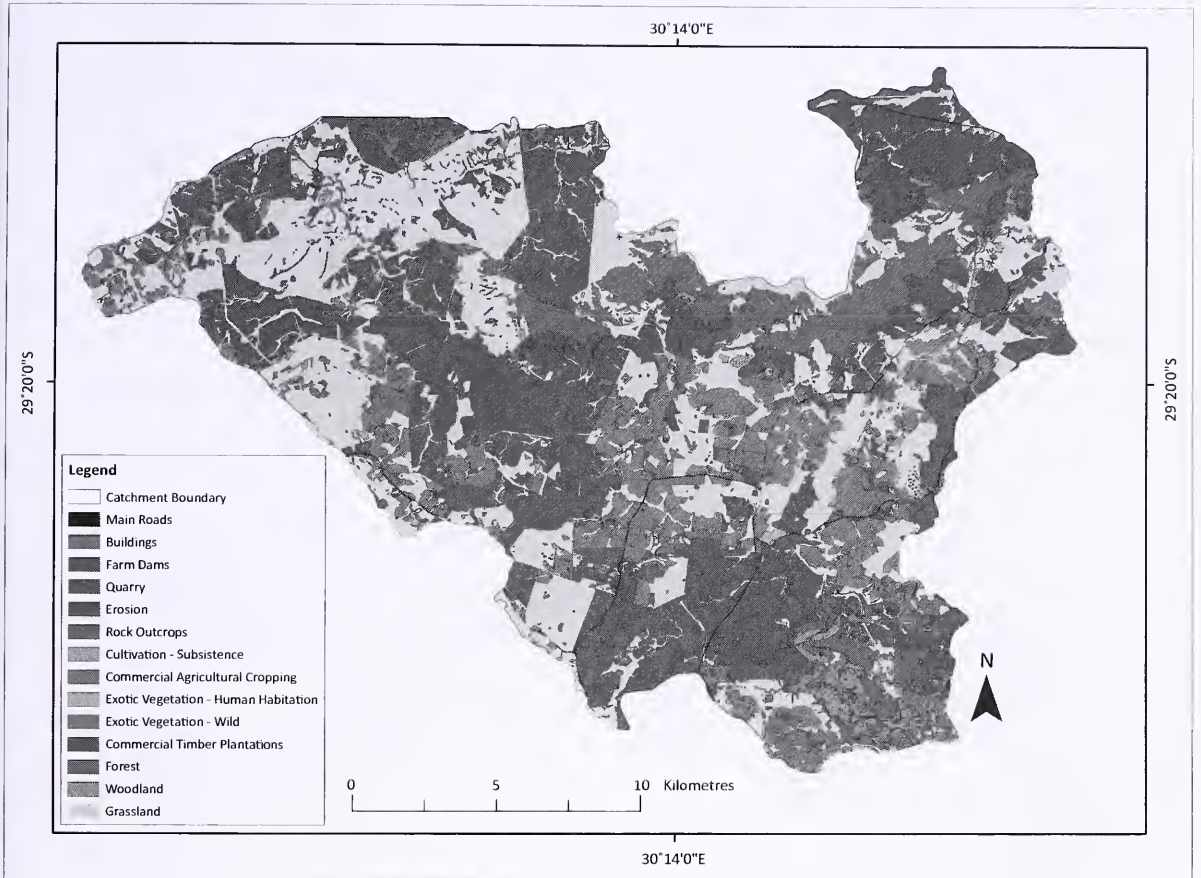 30°14'0"E
29°20'0"S
29°20'0"S
Legend
Catchment Boundary
Main Roads
Buildings
Farm Dams
Quarry
Erosion
Rock Outcrops
Cultivation - Subsistence
Commercial Agricultural Cropping
Exotic Vegetation - Human Habitation
Exotic Vegetation - Wild
Commercial Timber Plantations
Forest
Woodland
Grassland
N
0 5 10 Kilometres
30°14'0"E